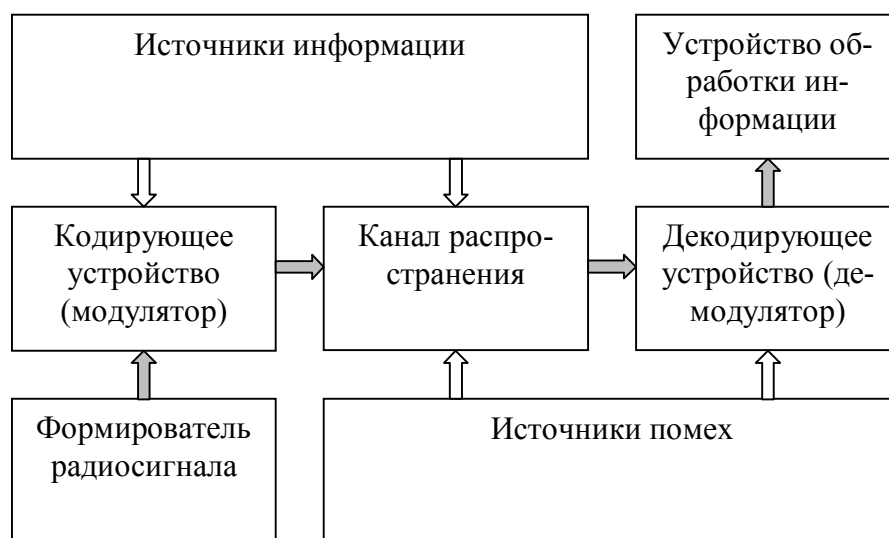 Источники информации
Устройство об-
работки ин-
формации
Кодирующее
устройство
(модулятор)
Канал распро-
странения
Декодирующее
устройство (де-
модулятор)
Формирователь
радиосигнала
Источники помех